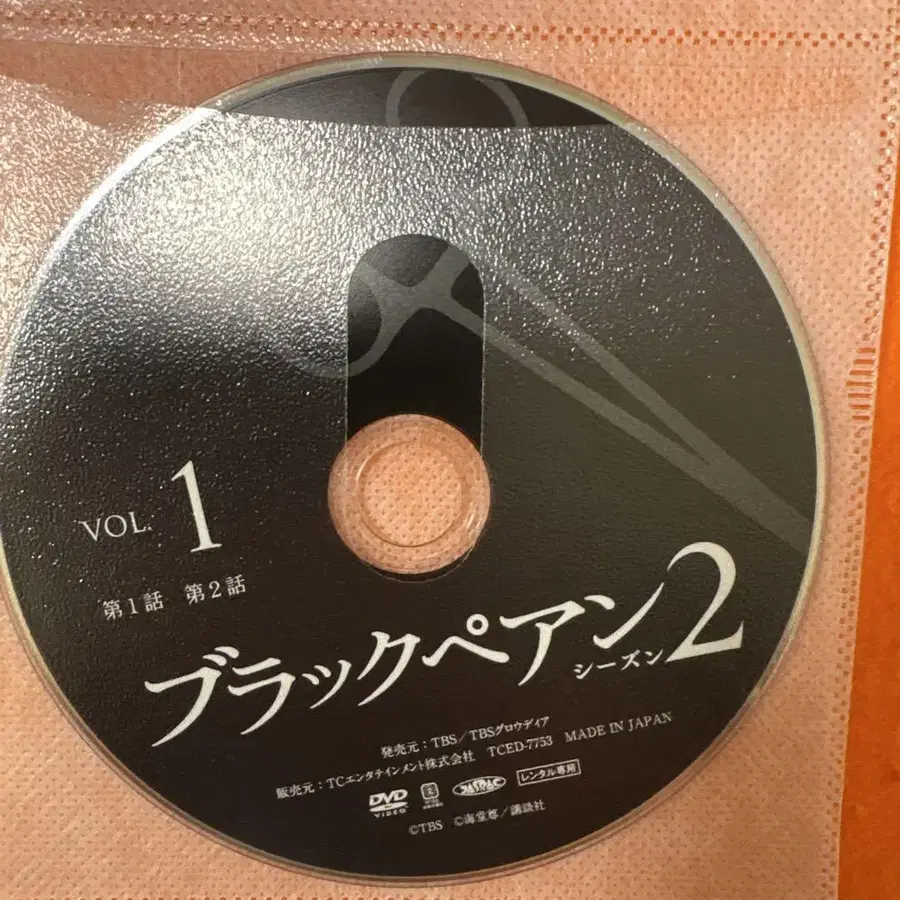 VOL. 1
第1話 第2話
ブラックペアン シーズン2
発売元：TBS／TBSグロウディア
販売元：TCエンタテインメント株式会社 TCED-7753 MADE IN JAPAN
DVD VIDEO JASRAC レンタル専用
©TBS ©海堂尊／講談社